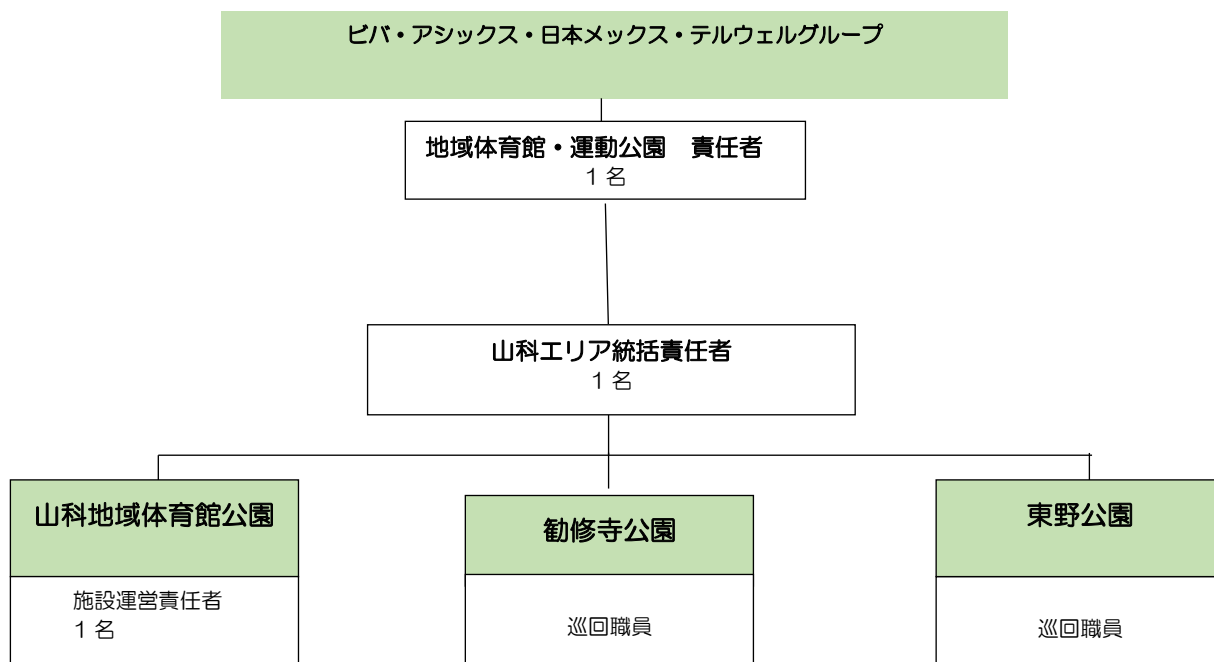 ビバ・アシックス・日本メックス・テルウェルグループ
地域体育館・運動公園　責任者
1 名
山科エリア統括責任者
1 名
山科地域体育館公園
勧修寺公園
東野公園
施設運営責任者
1 名
巡回職員
巡回職員